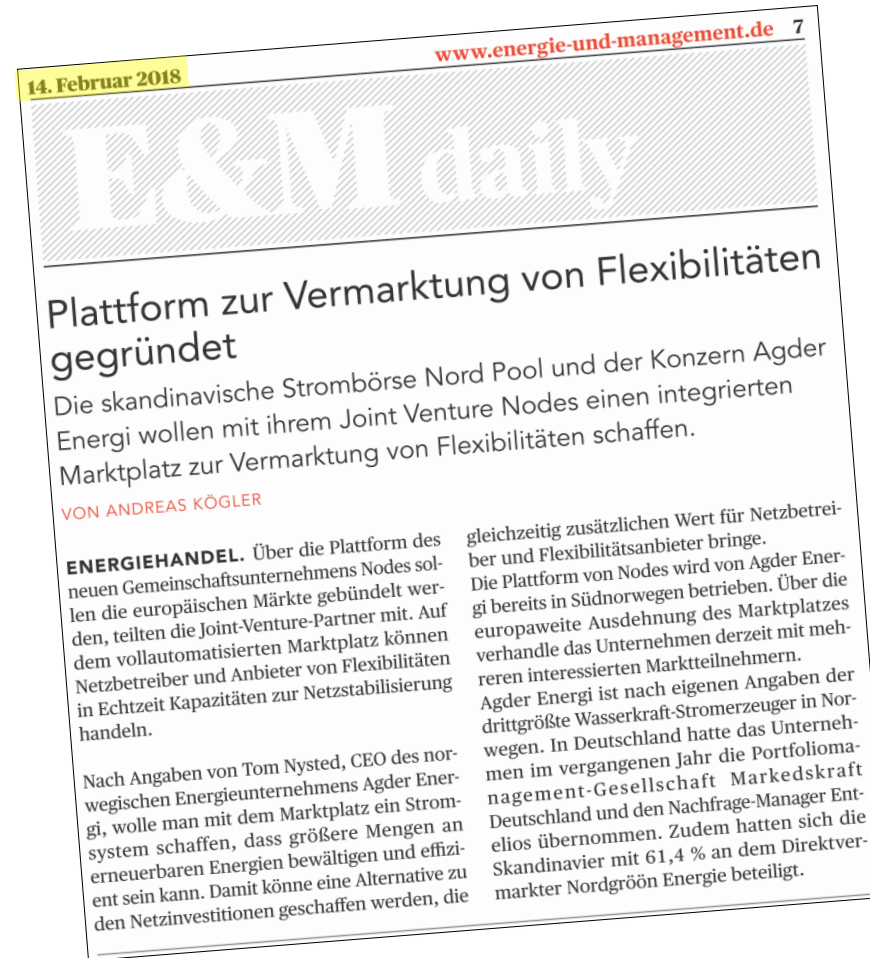 14. Februar 2018
www.energie-und-management.de 7
E&M daily
Plattform zur Vermarktung von Flexibilitäten
gegründet
Die skandinavische Strombörse Nord Pool und der Konzern Agder
Energi wollen mit ihrem Joint Venture Nodes einen integrierten
Marktplatz zur Vermarktung von Flexibilitäten schaffen.
VON ANDREAS KÖGLER
ENERGIEHANDEL. Über die Plattform des
neuen Gemeinschaftsunternehmens Nodes sol-
len die europäischen Märkte gebündelt wer-
den, teilten die Joint-Venture-Partner mit. Auf
dem vollautomatisierten Marktplatz können
Netzbetreiber und Anbieter von Flexibilitäten
in Echtzeit Kapazitäten zur Netzstabilisierung
handeln.
Nach Angaben von Tom Nysted, CEO des nor-
wegischen Energieunternehmens Agder Ener-
gi, wolle man mit dem Marktplatz ein Strom-
system schaffen, dass größere Mengen an
erneuerbaren Energien bewältigen und effizi-
ent sein kann. Damit könne eine Alternative zu
den Netzinvestitionen geschaffen werden, die
gleichzeitig zusätzlichen Wert für Netzbetrei-
ber und Flexibilitätsanbieter bringe.
Die Plattform von Nodes wird von Agder Ener-
gi bereits in Südnorwegen betrieben. Über die
europaweite Ausdehnung des Marktplatzes
verhandle das Unternehmen derzeit mit meh-
reren interessierten Marktteilnehmern.
Agder Energi ist nach eigenen Angaben der
drittgrößte Wasserkraft-Stromerzeuger in Nor-
wegen. In Deutschland hatte das Unterneh-
men im vergangenen Jahr die Portfolioma-
nagement-Gesellschaft Markedskraft
Deutschland und den Nachfrage-Manager Ent-
elios übernommen. Zudem hatten sich die
Skandinavier mit 61,4 % an dem Direktver-
markter Nordgröön Energie beteiligt.